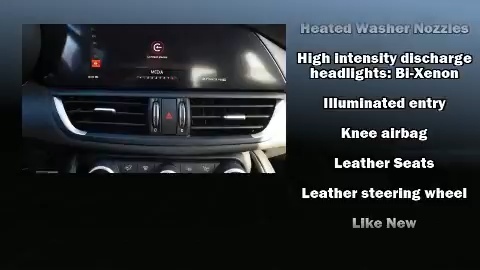 Heated Washer Nozzles
High intensity discharge
headlights: Bi-Xenon
Illuminated entry
Knee airbag
Leather Seats
Leather steering wheel
Like New
MEDIA